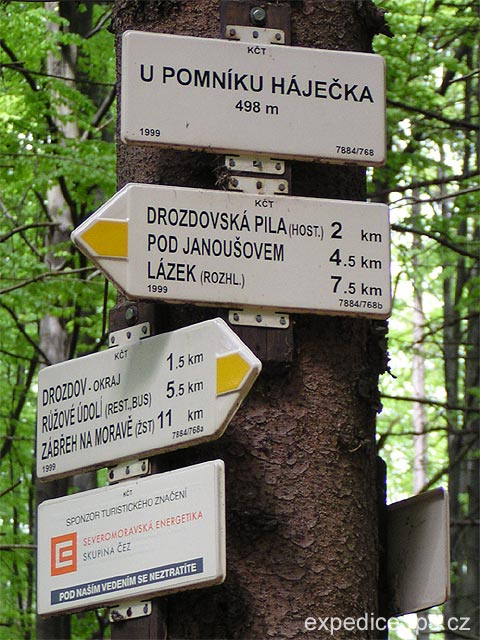 KČT
U POMNÍKU HÁJEČKA
498 m
1999 7884/768
KČT
DROZDOVSKÁ PILA (HOST.) 2 km
POD JANOUŠOVEM 4.5 km
LÁZEK (ROZHL.) 7.5 km
1999 7884/768b
KČT
DROZDOV - OKRAJ 1.5 km
RŮŽOVÉ ÚDOLÍ (REST., BUS) 5.5 km
ZÁBŘEH NA MORAVĚ (ŽST) 11 km
1999 7884/768a
KČT
SPONZOR TURISTICKÉHO ZNAČENÍ
SEVEROMORAVSKÁ ENERGETIKA
SKUPINA ČEZ
POD NAŠÍM VEDENÍM SE NEZTRATÍTE